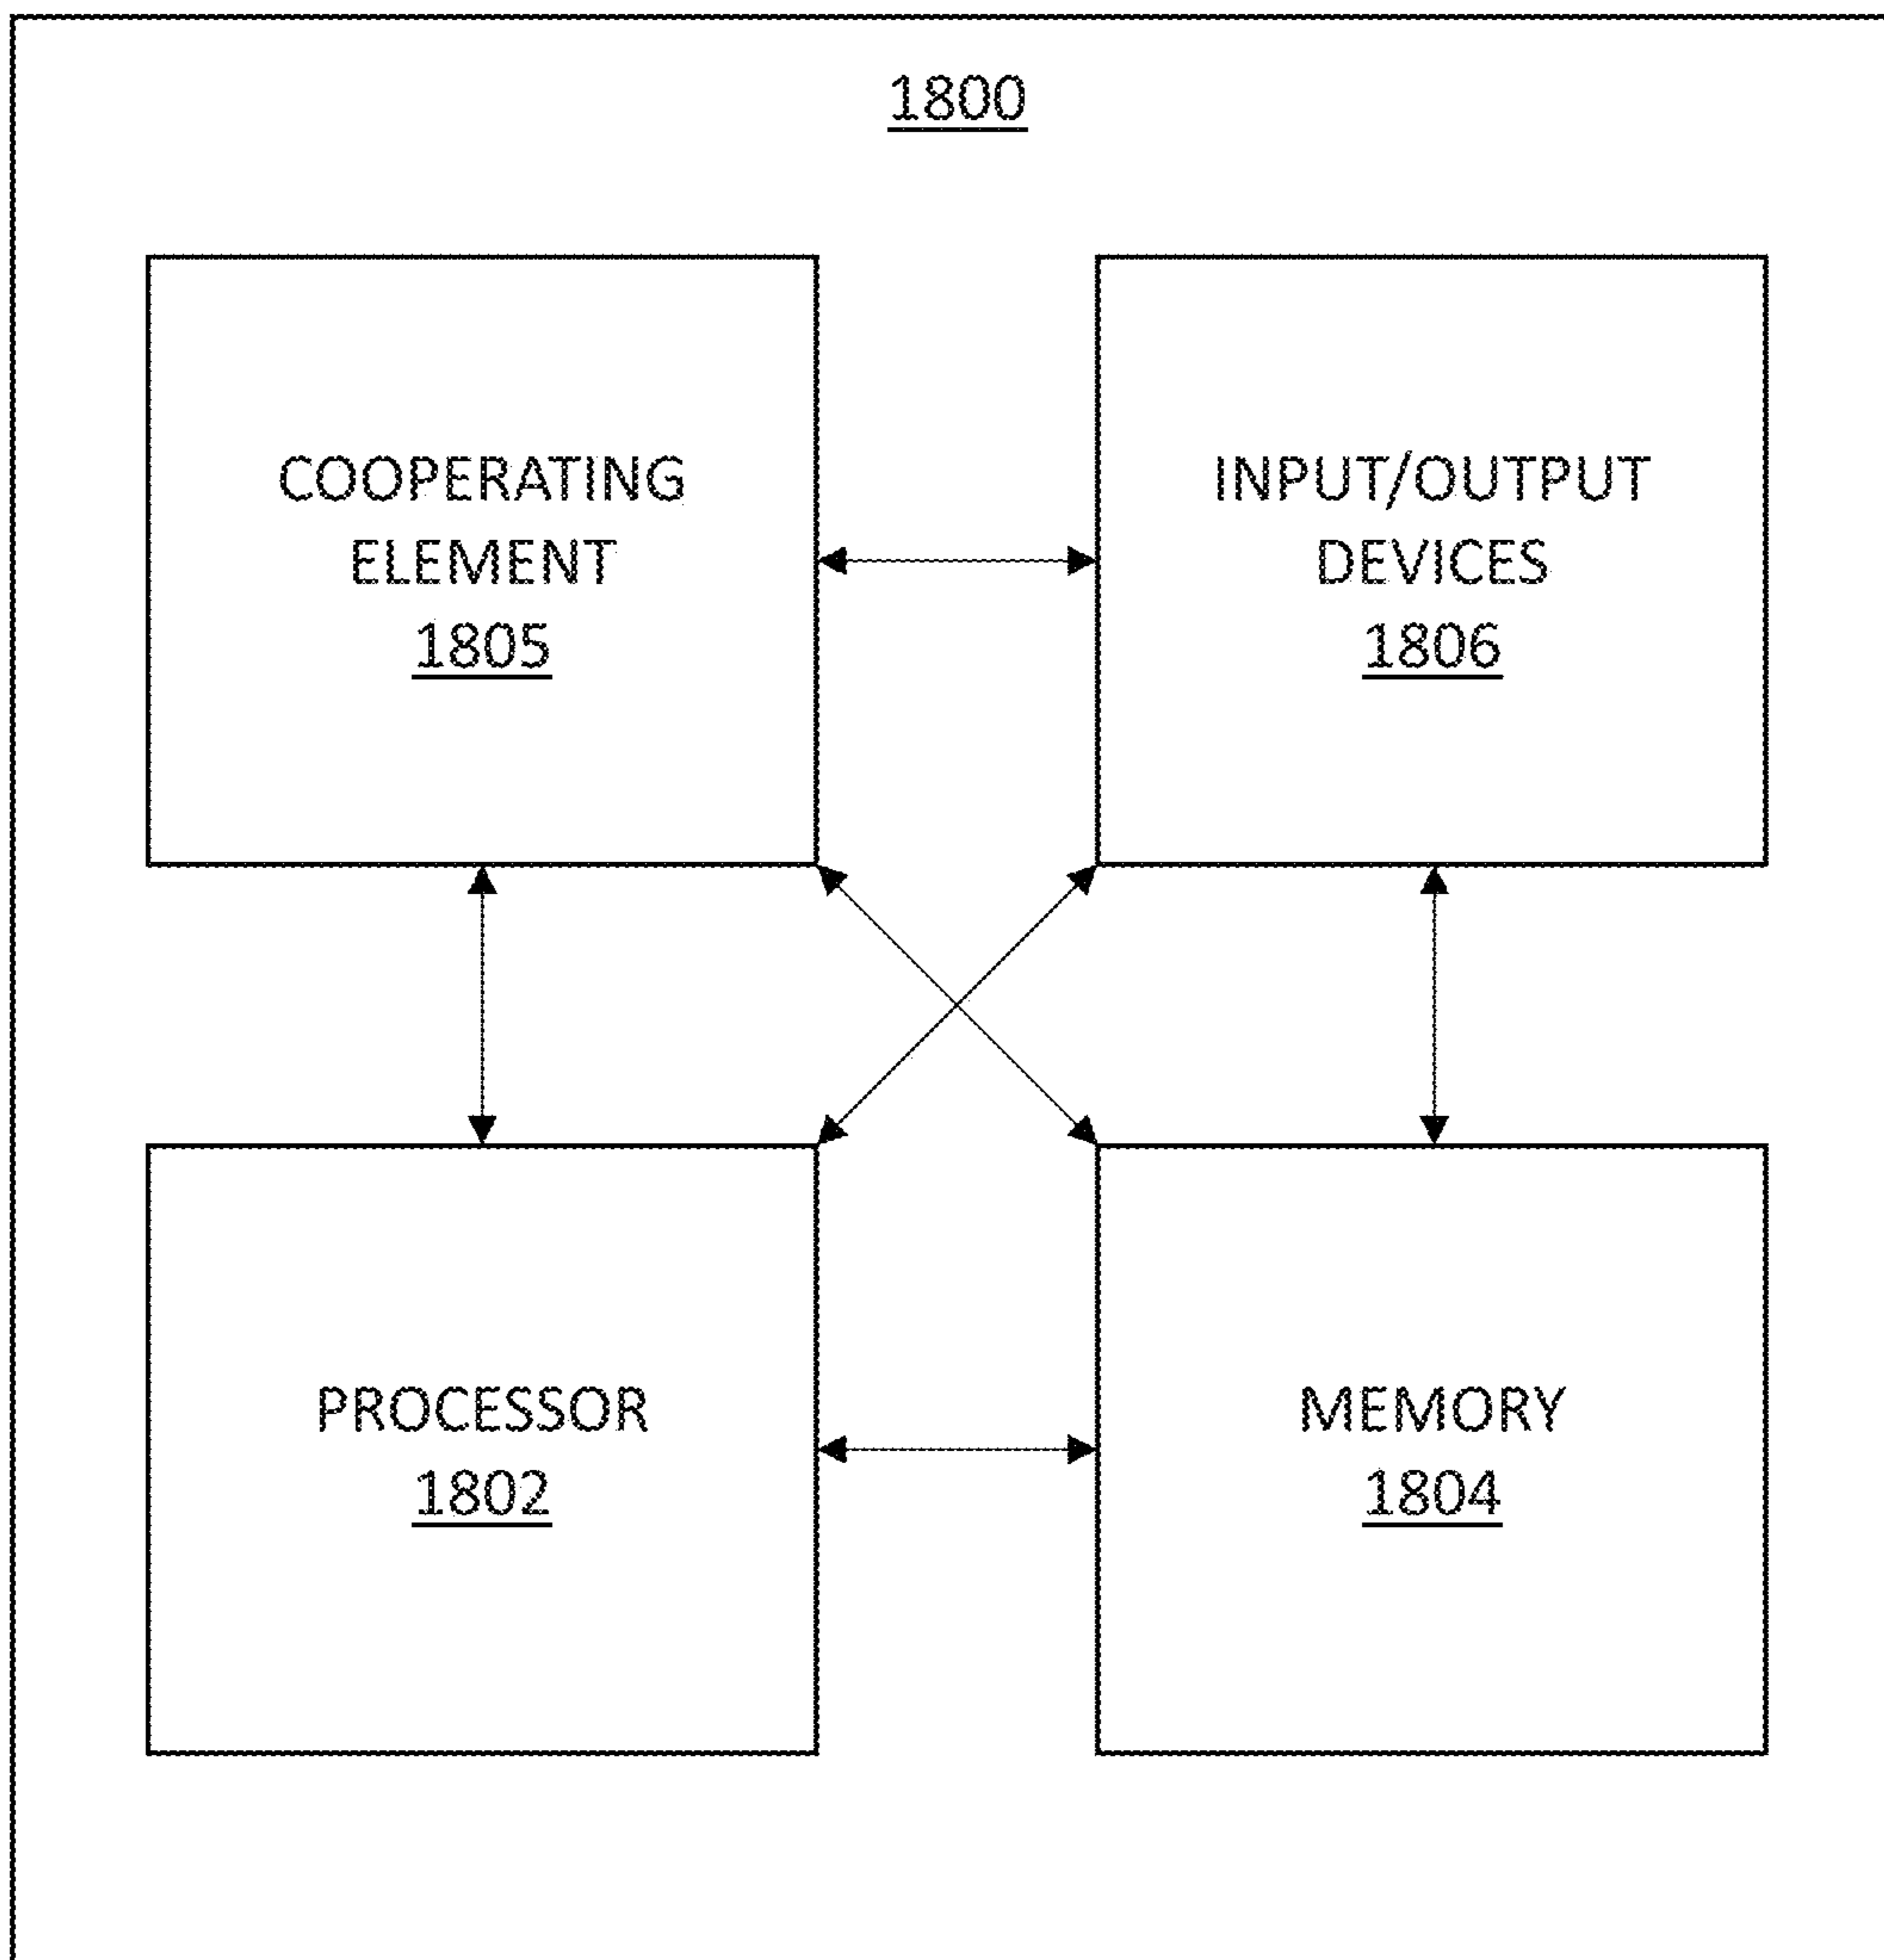 1800
COOPERATING
ELEMENT
1805
INPUT/OUTPUT
DEVICES
1806
PROCESSOR
1802
MEMORY
1804